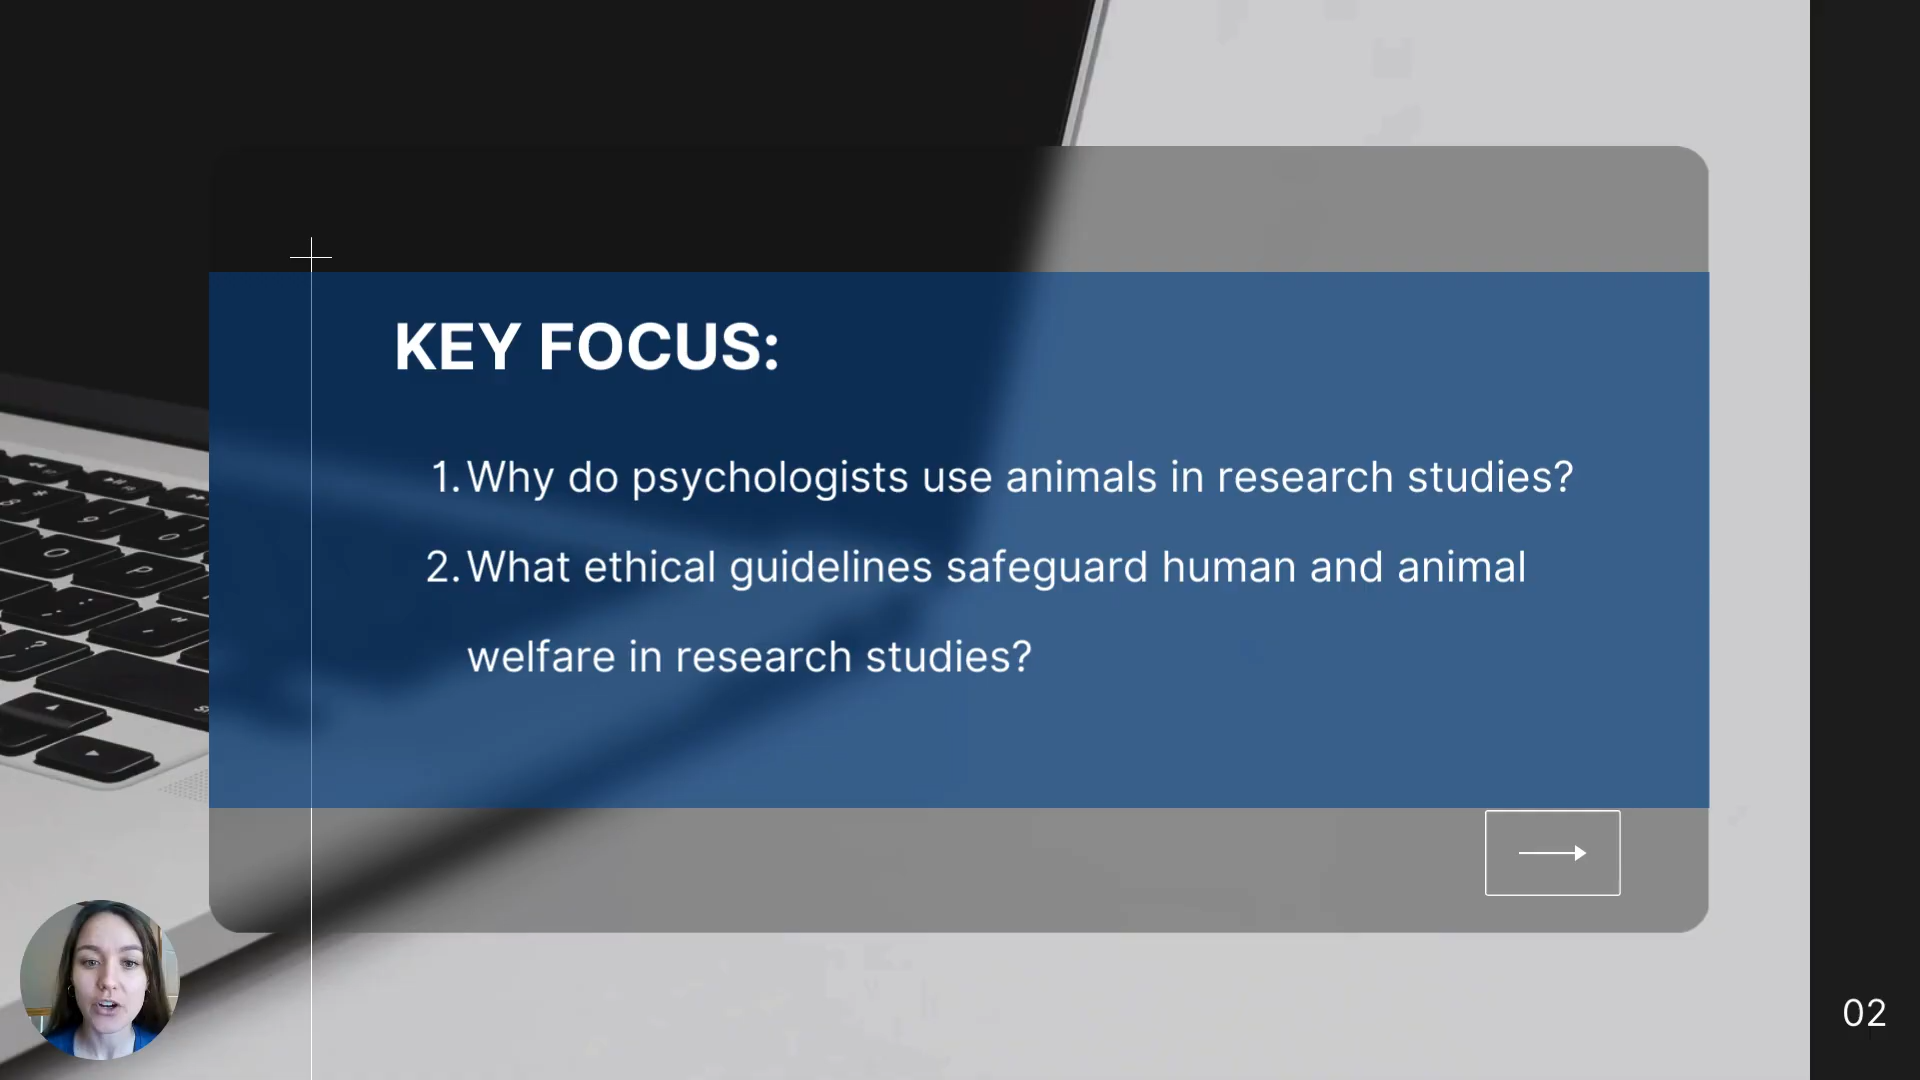 KEY FOCUS:
1. Why do psychologists use animals in research studies?
2. What ethical guidelines safeguard human and animal
welfare in research studies?
02